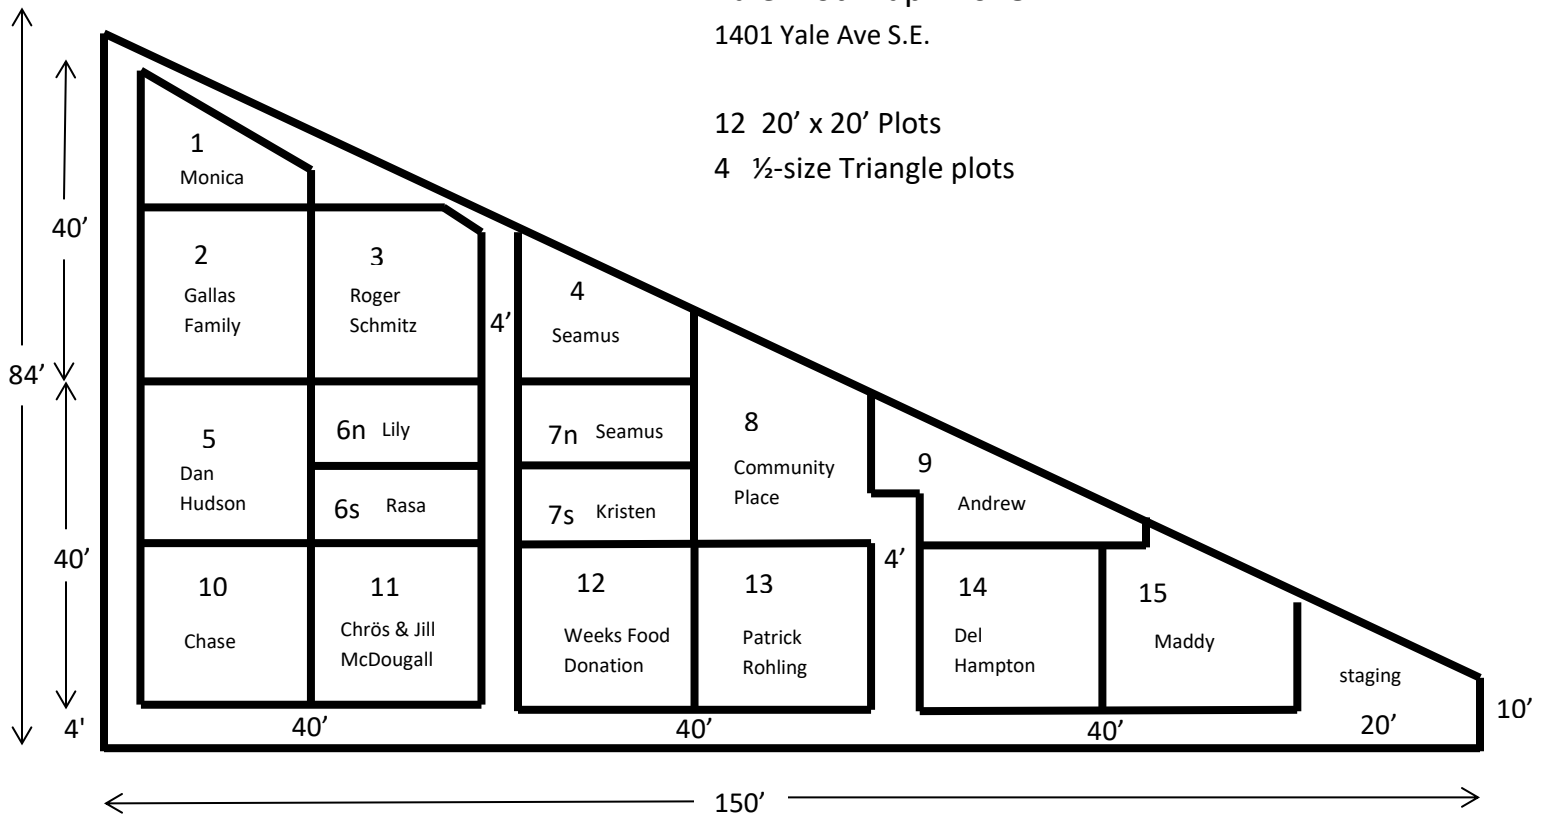 1401 Yale Ave S.E.
12 20’ x 20’ Plots
4 ½-size Triangle plots
1
Monica
40’
2
Gallas
Family
3
Roger
Schmitz
4’
4
Seamus
84’
5
Dan
Hudson
6n Lily
6s Rasa
7n Seamus
7s Kristen
8
Community
Place
9
Andrew
40’
10
Chase
11
Chrös & Jill
McDougall
12
Weeks Food
Donation
13
Patrick
Rohling
4’
14
Del
Hampton
15
Maddy
staging
20’
10’
4'
40’
40’
40’
150’